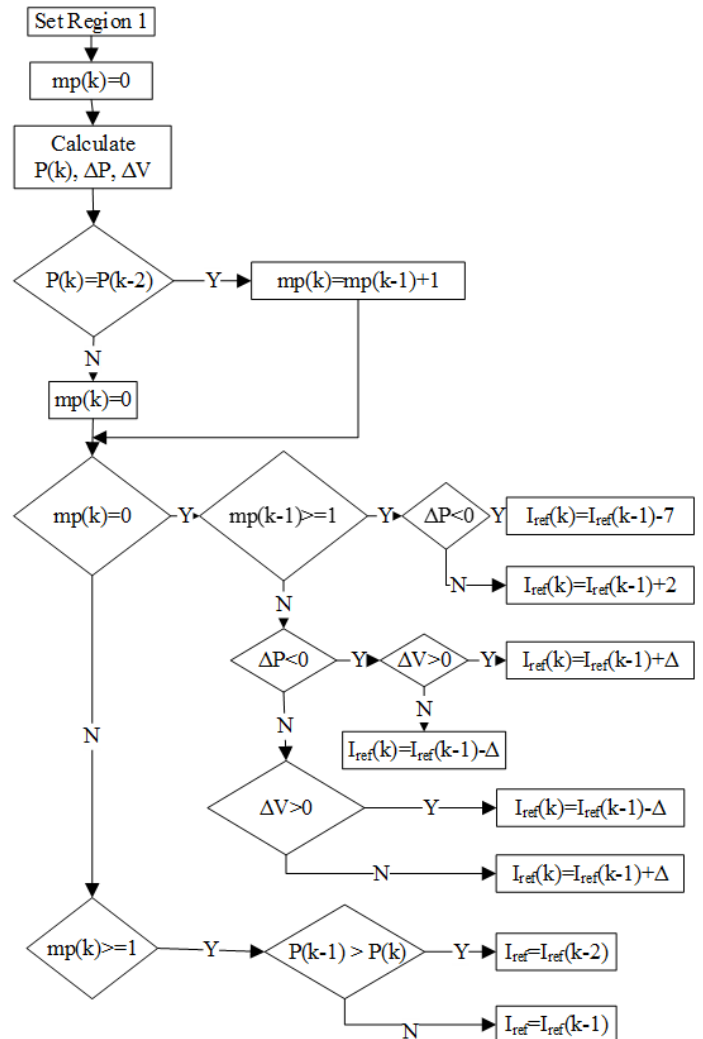 Set Region 1
mp(k)=0
Calculate
P(k), ΔP, ΔV
P(k)=P(k-2)
Y
mp(k)=mp(k-1)+1
N
mp(k)=0
mp(k)=0
Y
mp(k-1)>=1
Y
ΔP<0
Y
Iref(k)=Iref(k-1)-7
N
Iref(k)=Iref(k-1)+2
N
ΔP<0
Y
ΔV>0
Y
Iref(k)=Iref(k-1)+Δ
N
N
Iref(k)=Iref(k-1)-Δ
N
ΔV>0
Y
Iref(k)=Iref(k-1)-Δ
N
Iref(k)=Iref(k-1)+Δ
mp(k)>=1
Y
P(k-1) > P(k)
Y
Iref=Iref(k-2)
N
Iref=Iref(k-1)